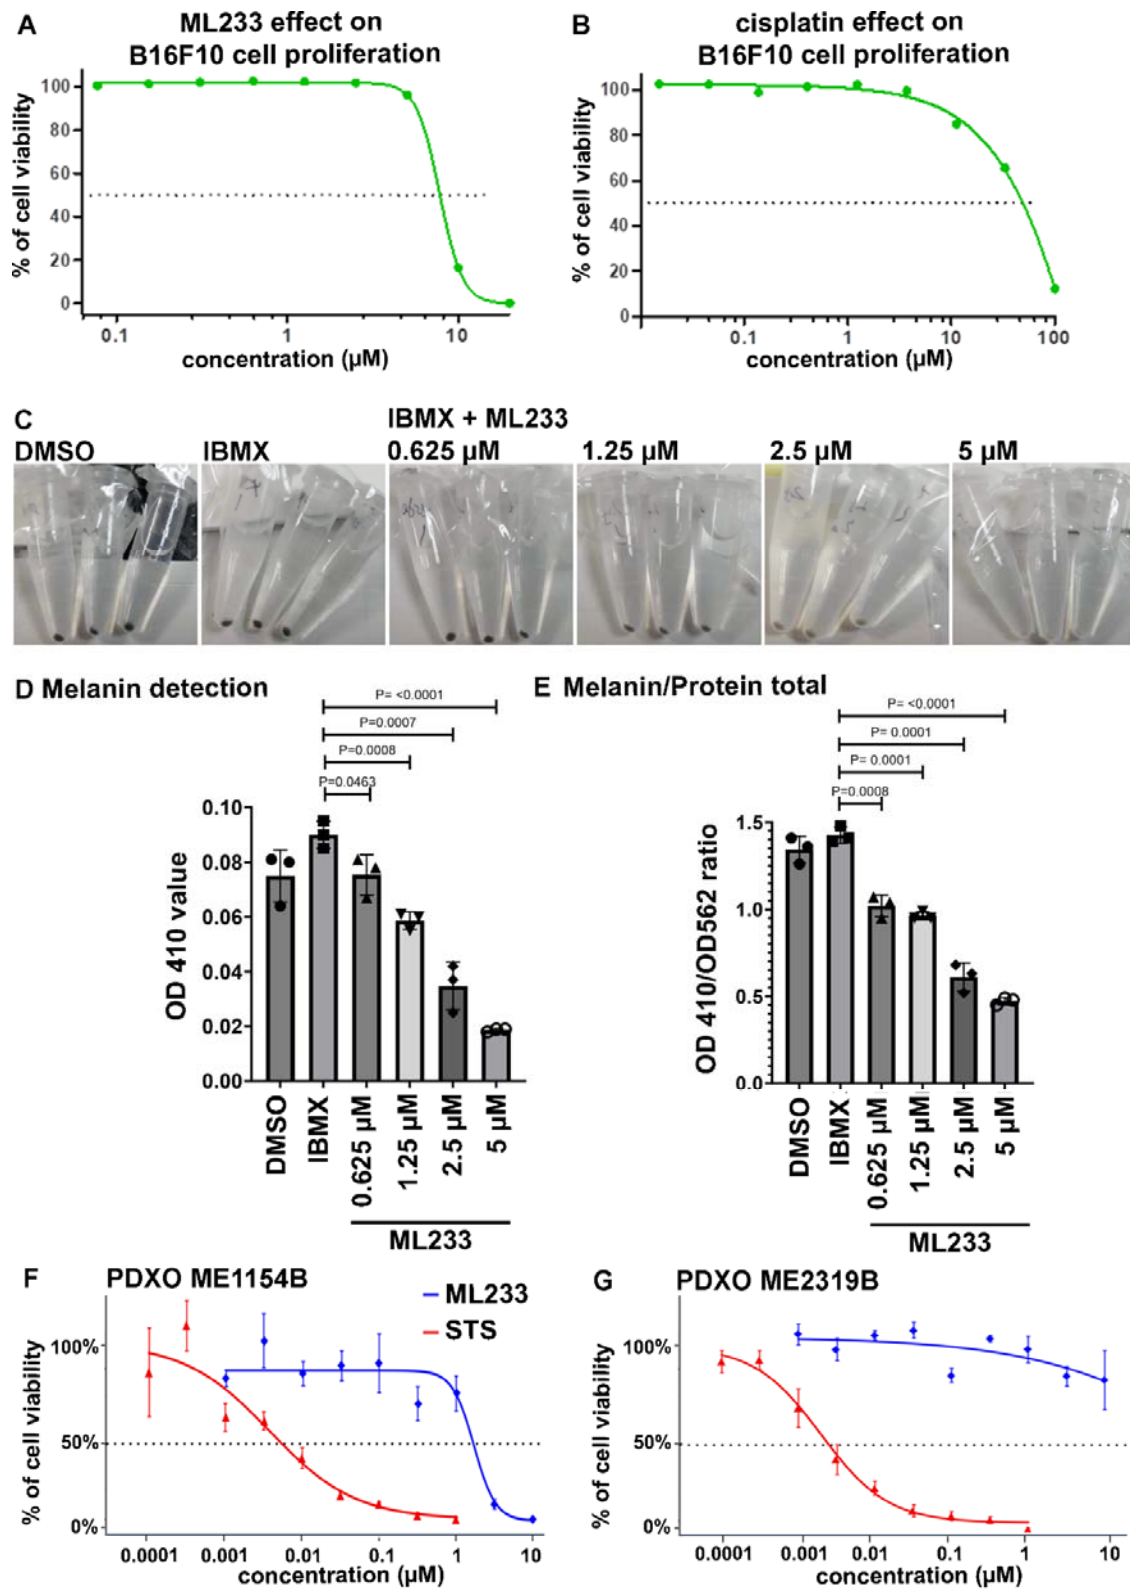 A
ML233 effect on
B16F10 cell proliferation
% of cell viability
100
80
60
40
20
0
0.1
1
10
concentration (µM)
B
cisplatin effect on
B16F10 cell proliferation
% of cell viability
100
80
60
40
20
0
0.1
1
10
100
concentration (µM)
C
IBMX + ML233
DMSO
IBMX
0.625 µM
1.25 µM
2.5 µM
5 µM
D Melanin detection
P= <0.0001
P=0.0007
P=0.0008
P=0.0463
OD 410 value
0.10
0.08
0.06
0.04
0.02
0.00
DMSO
IBMX
0.625 µM
1.25 µM
2.5 µM
5 µM
ML233
E Melanin/Protein total
P= <0.0001
P= 0.0001
P= 0.0001
P=0.0008
OD 410/OD562 ratio
1.5
1.0
0.5
0.0
DMSO
IBMX
0.625 µM
1.25 µM
2.5 µM
5 µM
ML233
F
PDXO ME1154B
ML233
STS
% of cell viability
100%
50%
0%
0.0001
0.001
0.01
0.1
1
10
concentration (µM)
G
PDXO ME2319B
% of cell viability
100%
50%
0%
0.0001
0.001
0.01
0.1
1
10
concentration (µM)